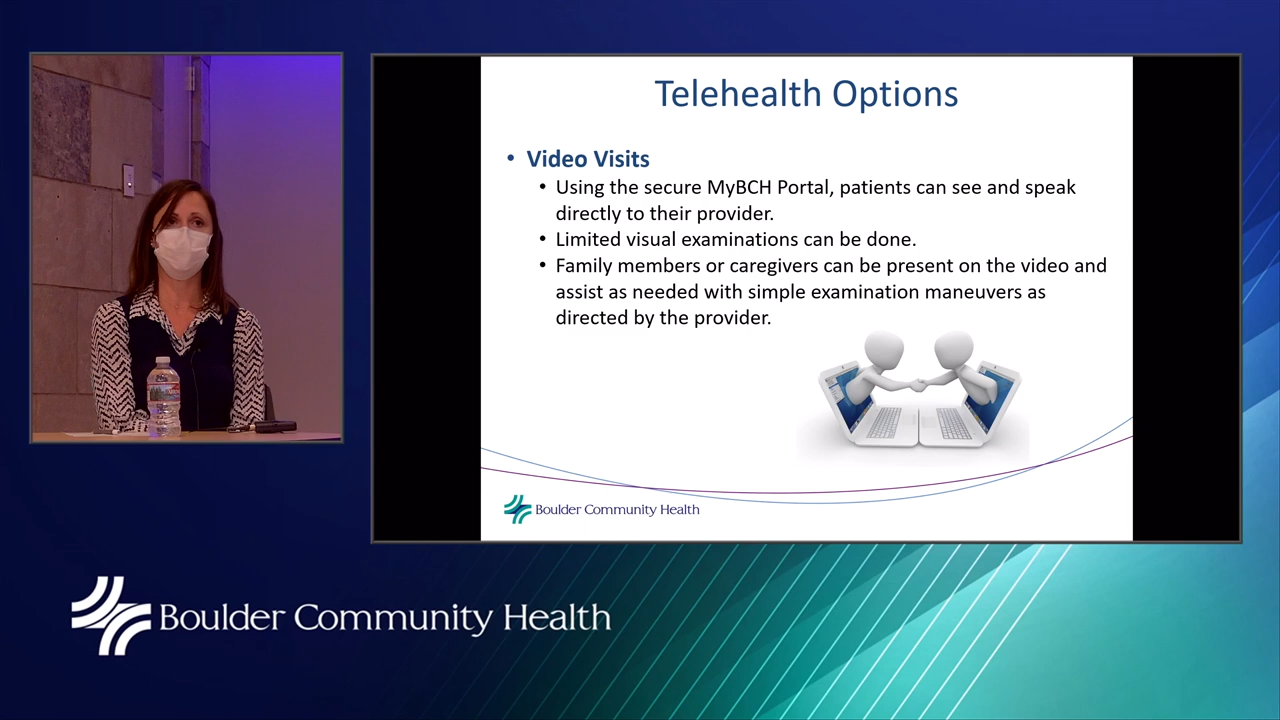 Telehealth Options
• Video Visits
• Using the secure MyBCH Portal, patients can see and speak
directly to their provider.
• Limited visual examinations can be done.
• Family members or caregivers can be present on the video and
assist as needed with simple examination maneuvers as
directed by the provider.
Boulder Community Health
Boulder Community Health